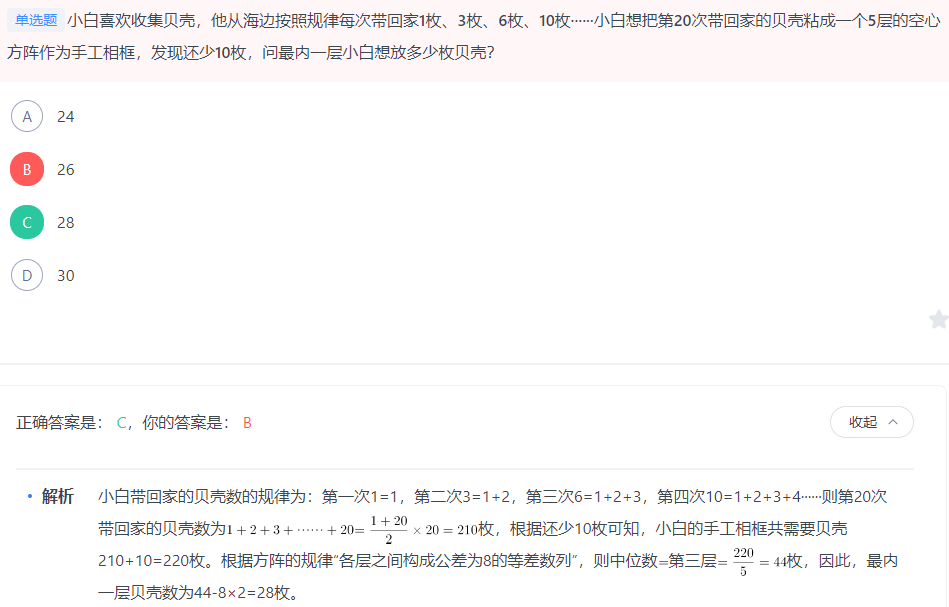 单选题 小白喜欢收集贝壳，他从海边按照规律每次带回家1枚、3枚、6枚、10枚……小白想把第20次带回家的贝壳粘成一个5层的空心
方阵作为手工相框，发现还少10枚，问最内一层小白想放多少枚贝壳？
A 24
B 26
C 28
D 30
正确答案是： C，你的答案是： B
收起
• 解析 小白带回家的贝壳数的规律为：第一次1=1，第二次3=1+2，第三次6=1+2+3，第四次10=1+2+3+4……则第20次
带回家的贝壳数为1 + 2 + 3 + …… + 20= \frac{1 + 20}{2} × 20 = 210枚，根据还少10枚可知，小白的手工相框共需要贝壳
210+10=220枚。根据方阵的规律“各层之间构成公差为8的等差数列”，则中位数=第三层= \frac{220}{5} = 44枚，因此，最内
一层贝壳数为44-8×2=28枚。